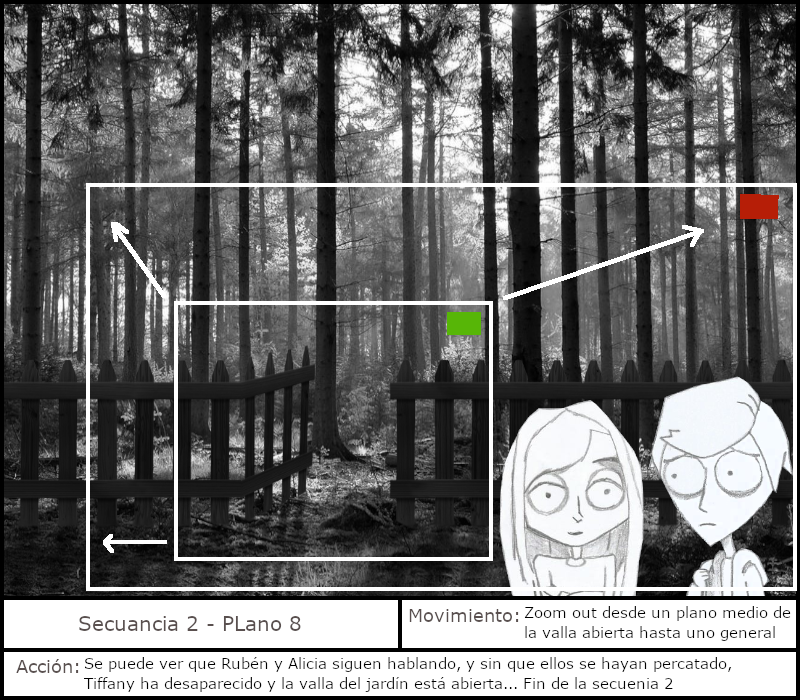 Secuancia 2 - PLano 8
Movimiento: Zoom out desde un plano medio de
la valla abierta hasta uno general
Acción: Se puede ver que Rubén y Alicia siguen hablando, y sin que ellos se hayan percatado,
Tiffany ha desaparecido y la valla del jardín está abierta... Fin de la secuenia 2